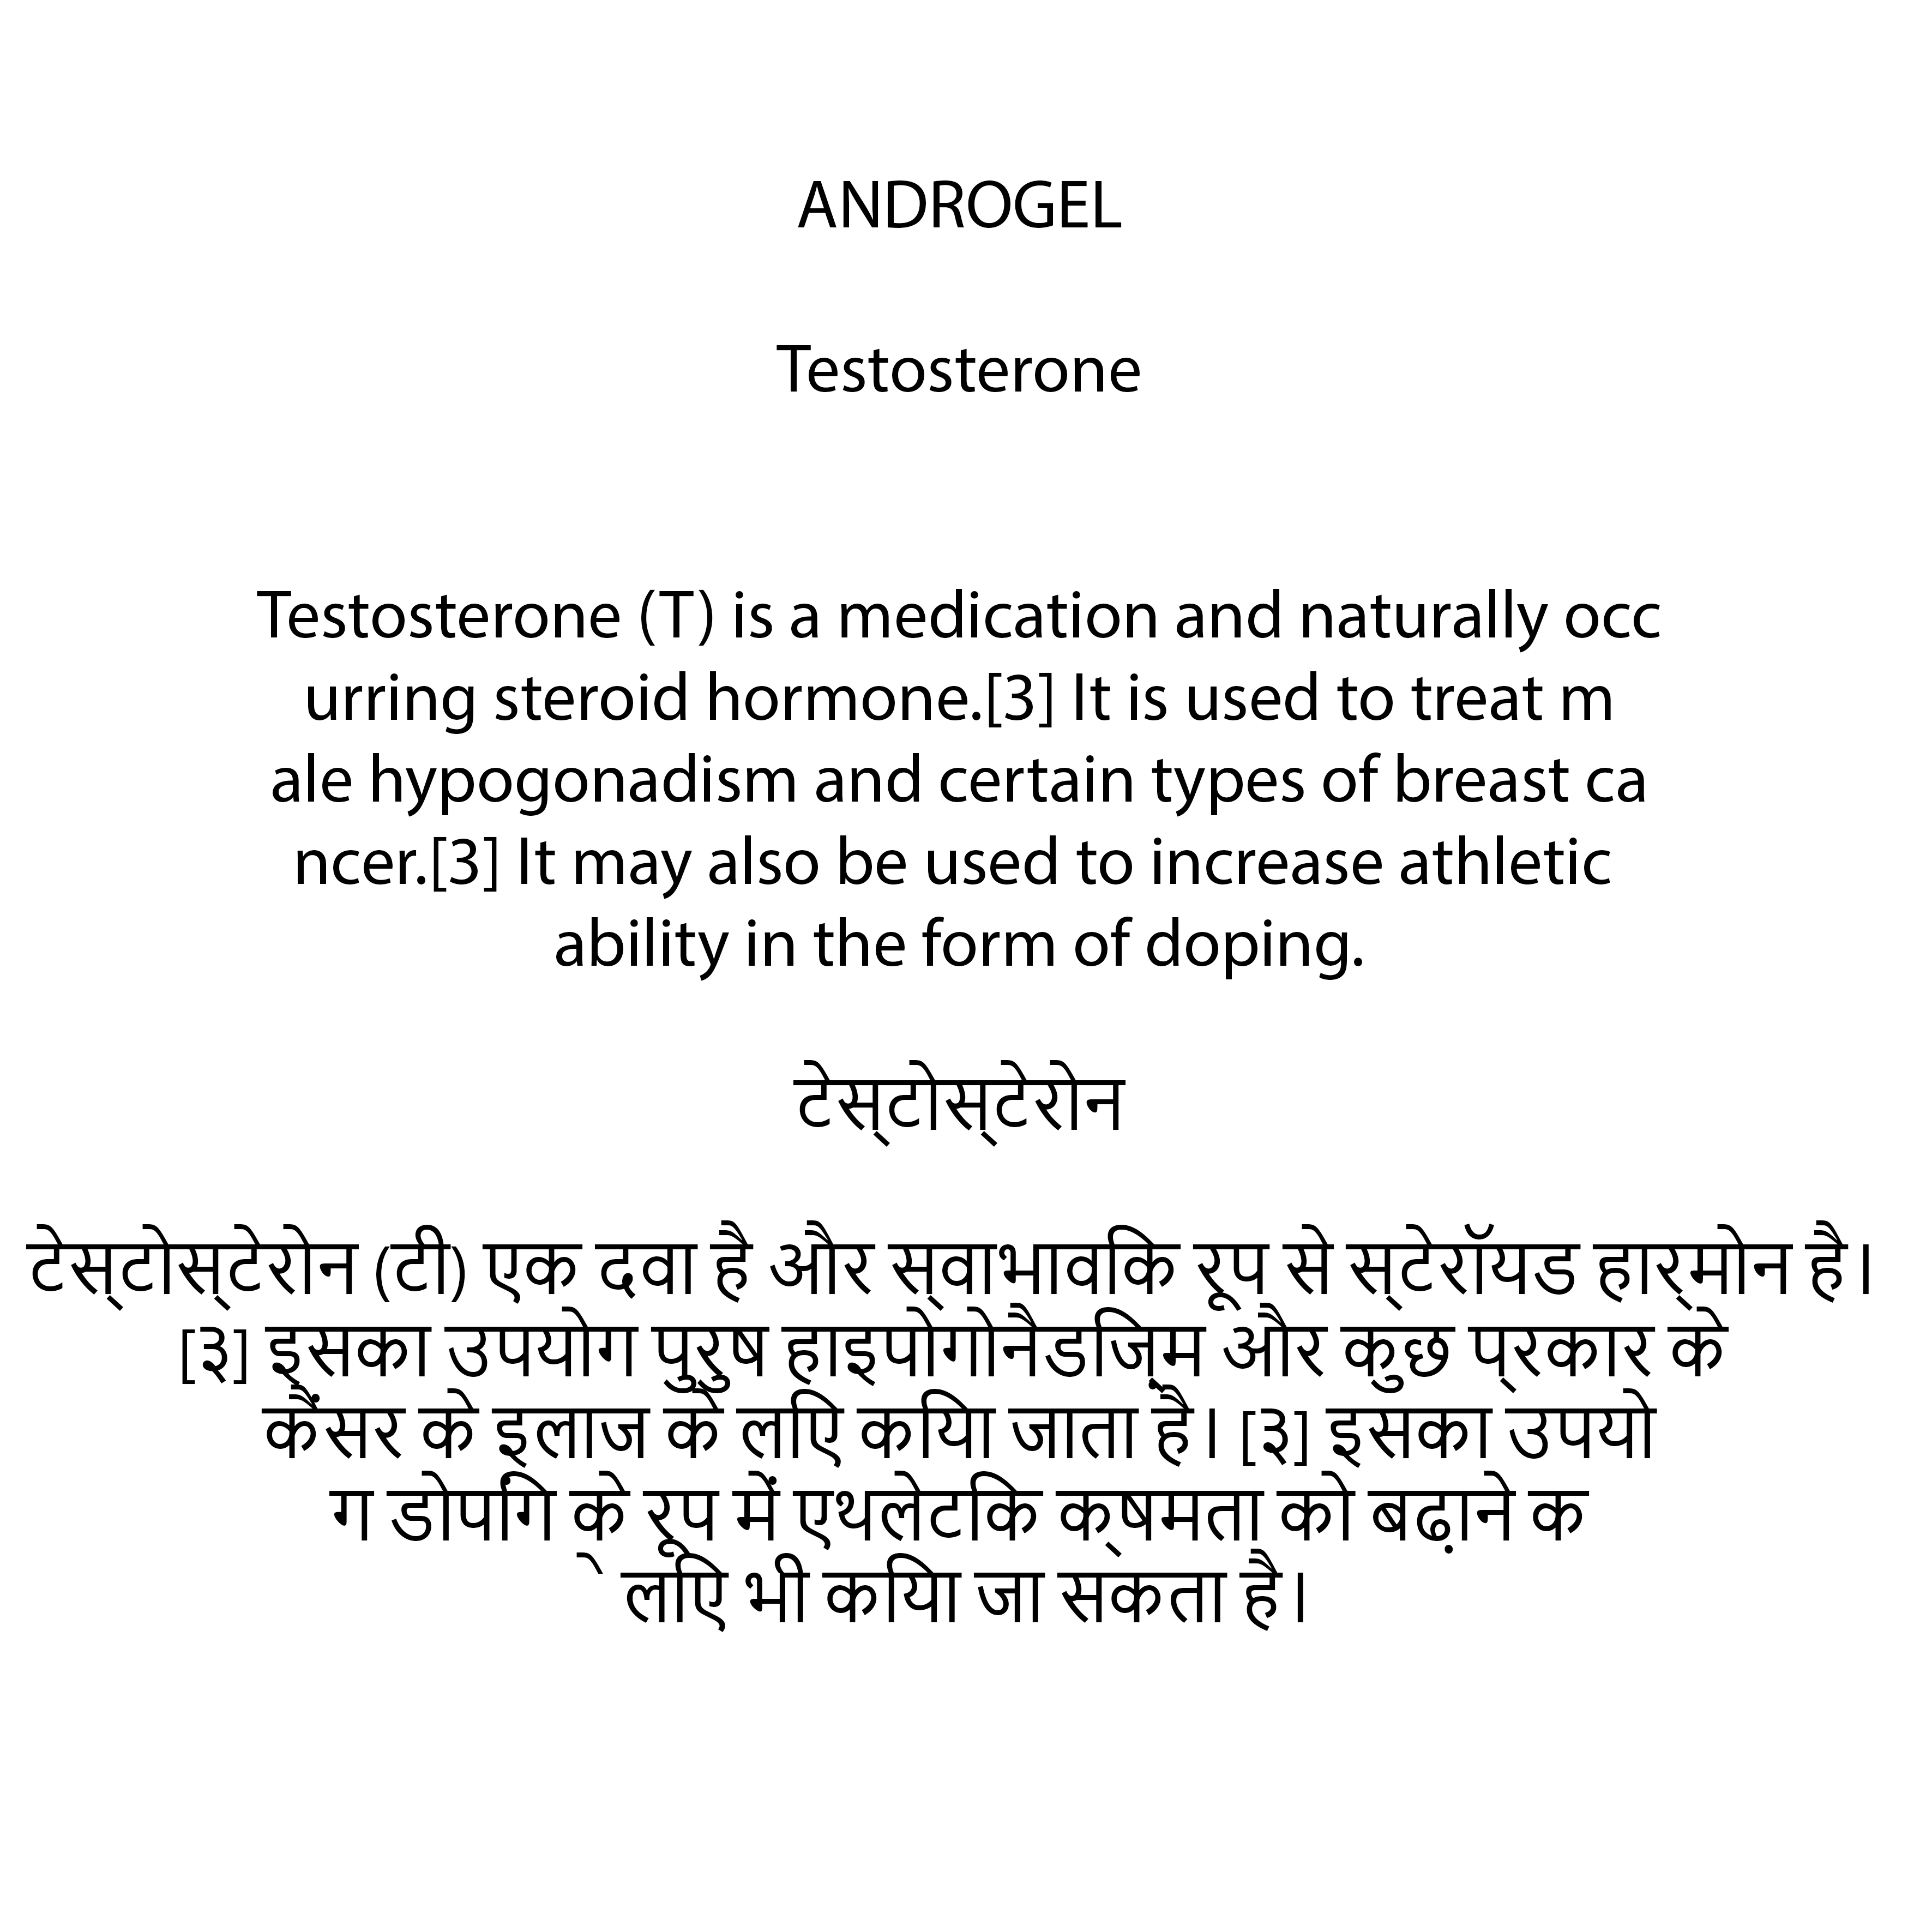 ANDROGEL
Testosterone
Testosterone (T) is a medication and naturally occ
urring steroid hormone.[3] It is used to treat m
ale hypogonadism and certain types of breast ca
ncer.[3] It may also be used to increase athletic
ability in the form of doping.
टेस्टोस्टेरोन
टेस्टोस्टेरोन (टी) एक दवा है और स्वाभाविक रूप से स्टेरॉयड हार्मोन है।
[३] इसका उपयोग पुरुष हाइपोगोनैडिज़्म और कुछ प्रकार के
कैंसर के इलाज के लिए किया जाता है। [३] इसका उपयो
ग डोपिंग के रूप में एथलेटिक क्षमता को बढ़ाने क
े लिए भी किया जा सकता है।